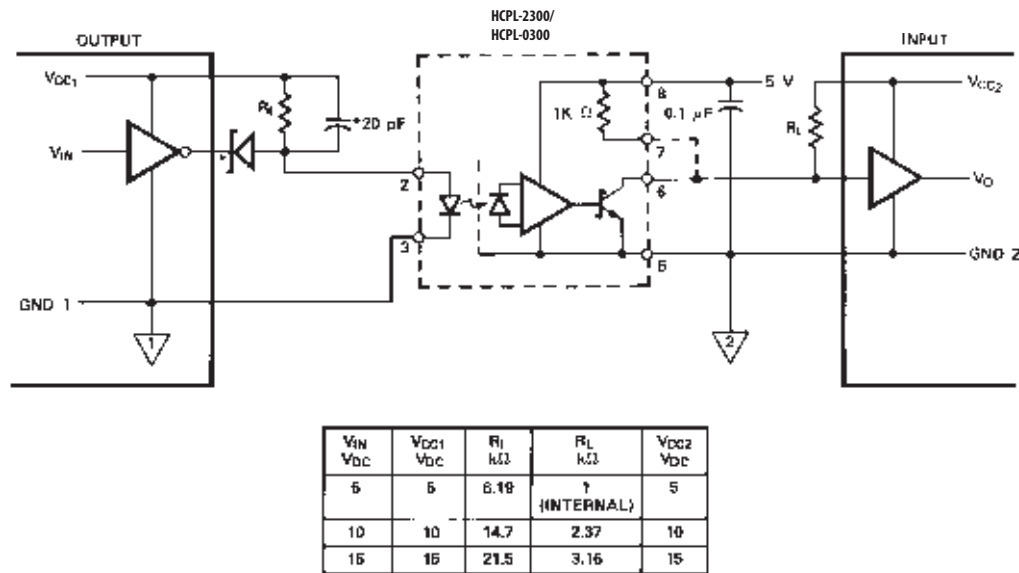 HCPL-2300/
HCPL-0300
OUTPUT
INPUT
VCC1
R1
*20 pF
VIN
GND 1
1
2
3
8
1K Ω
7
6
5
0.1 µF
5 V
2
RL
VCC2
VO
GND 2
VIN VDC VCC1 VDC R1 kΩ RL kΩ VCC2 VDC
5 5 6.19 1 (INTERNAL) 5
10 10 14.7 2.37 10
15 15 21.5 3.16 15